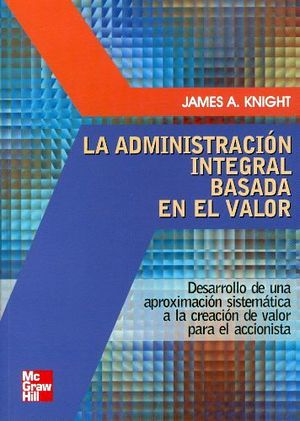 JAMES A. KNIGHT
LA ADMINISTRACIÓN
INTEGRAL
BASADA
EN EL VALOR
Desarrollo de una
aproximación sistemática
a la creación de valor
para el accionista
Mc
Graw
Hill